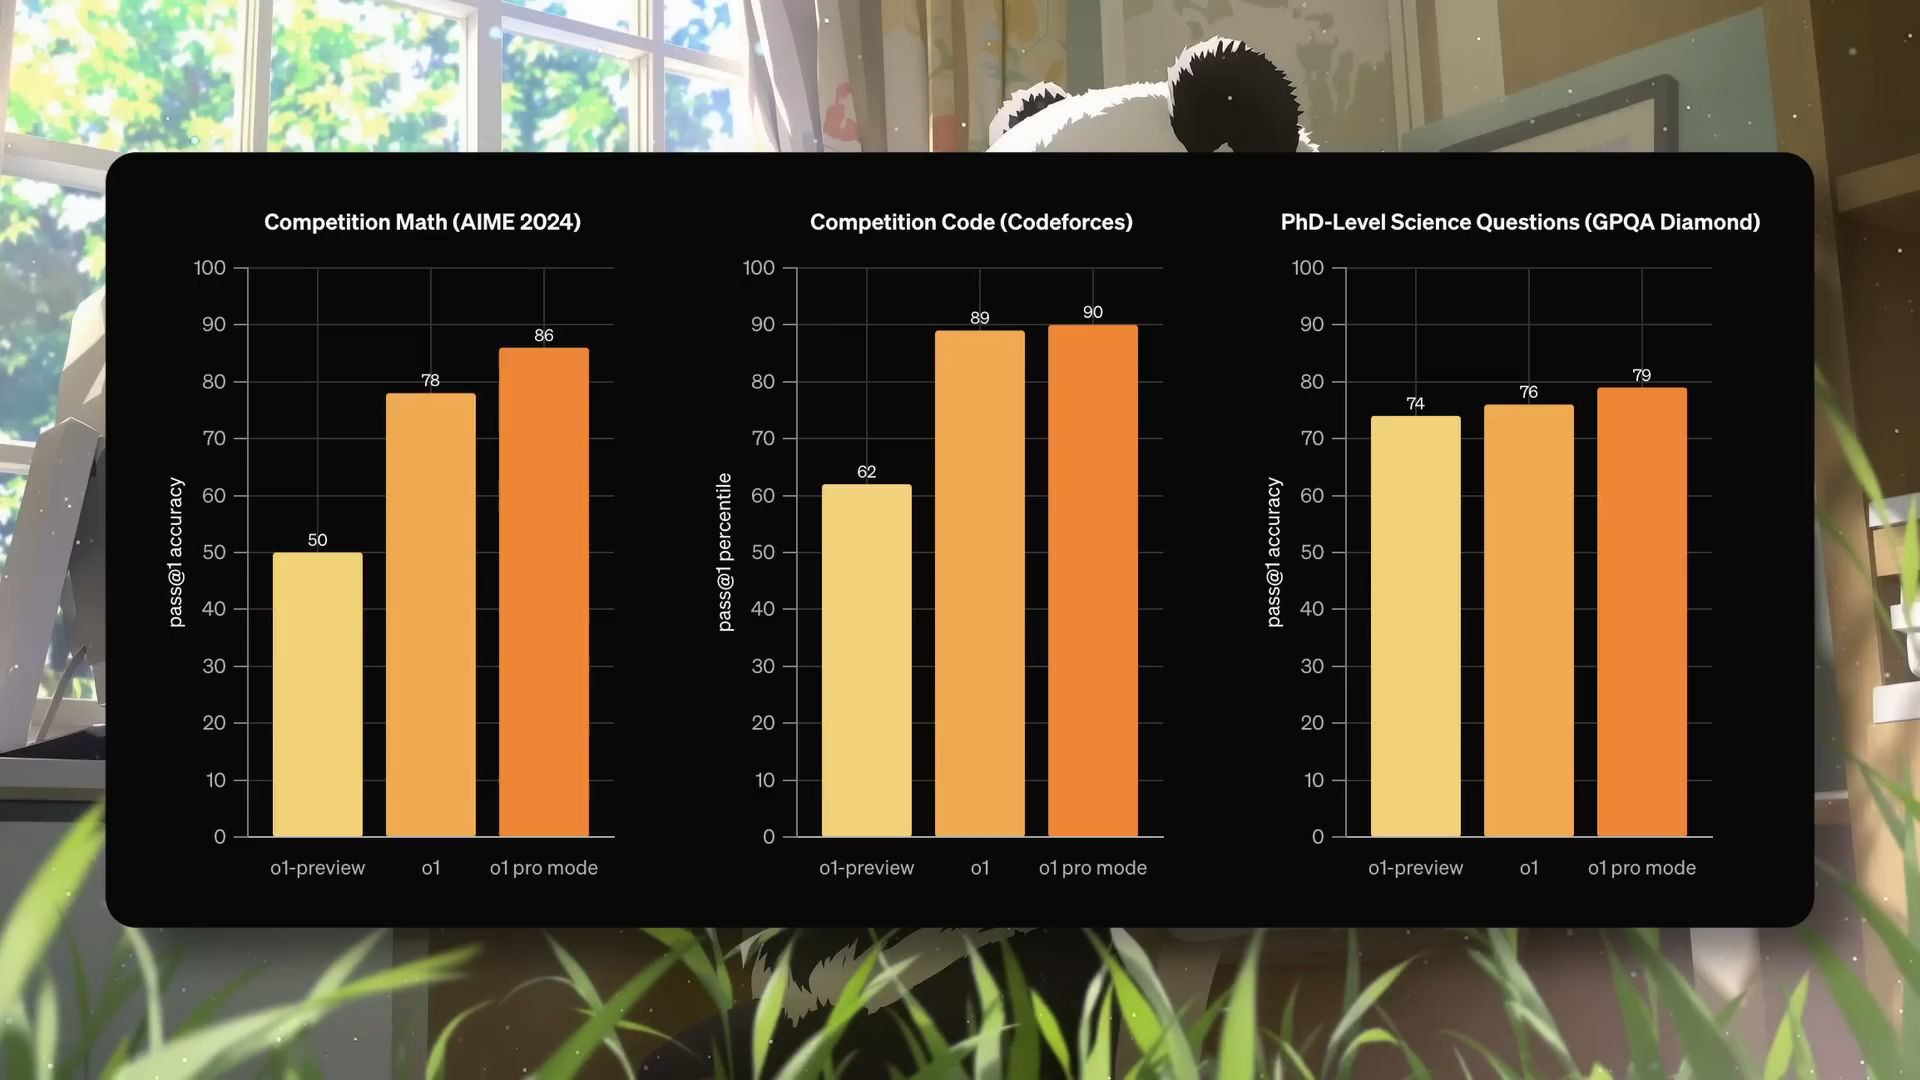 Competition Math (AIME 2024)
100
90
80
70
60
50
40
30
20
10
0
pass@1 accuracy
50
78
86
o1-preview
o1
o1 pro mode
Competition Code (Codeforces)
100
90
80
70
60
50
40
30
20
10
0
pass@1 percentile
62
89
90
o1-preview
o1
o1 pro mode
PhD-Level Science Questions (GPQA Diamond)
100
90
80
70
60
50
40
30
20
10
0
pass@1 accuracy
74
76
79
o1-preview
o1
o1 pro mode